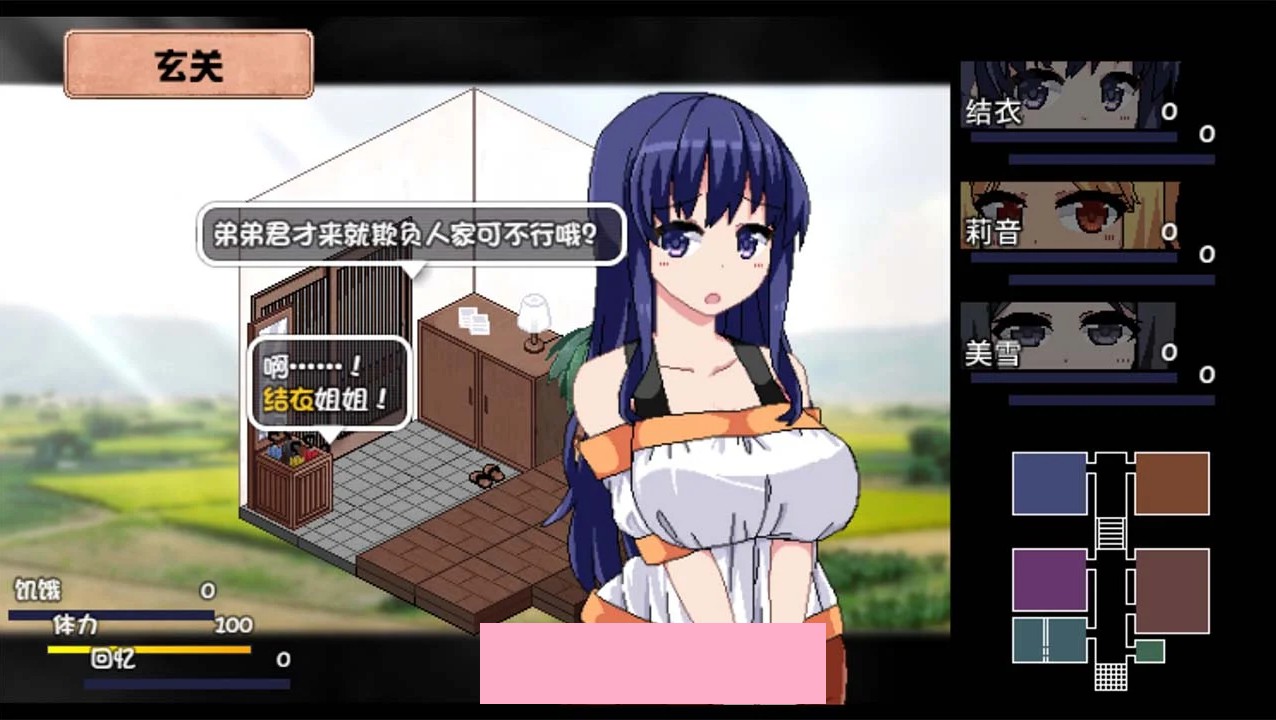 玄关
弟弟君才来就欺负人家可不行哦?
啊……！
结衣姐姐！
结衣 0
0
莉音 0
0
美雪 0
0
饥饿 0
体力 100
回忆 0